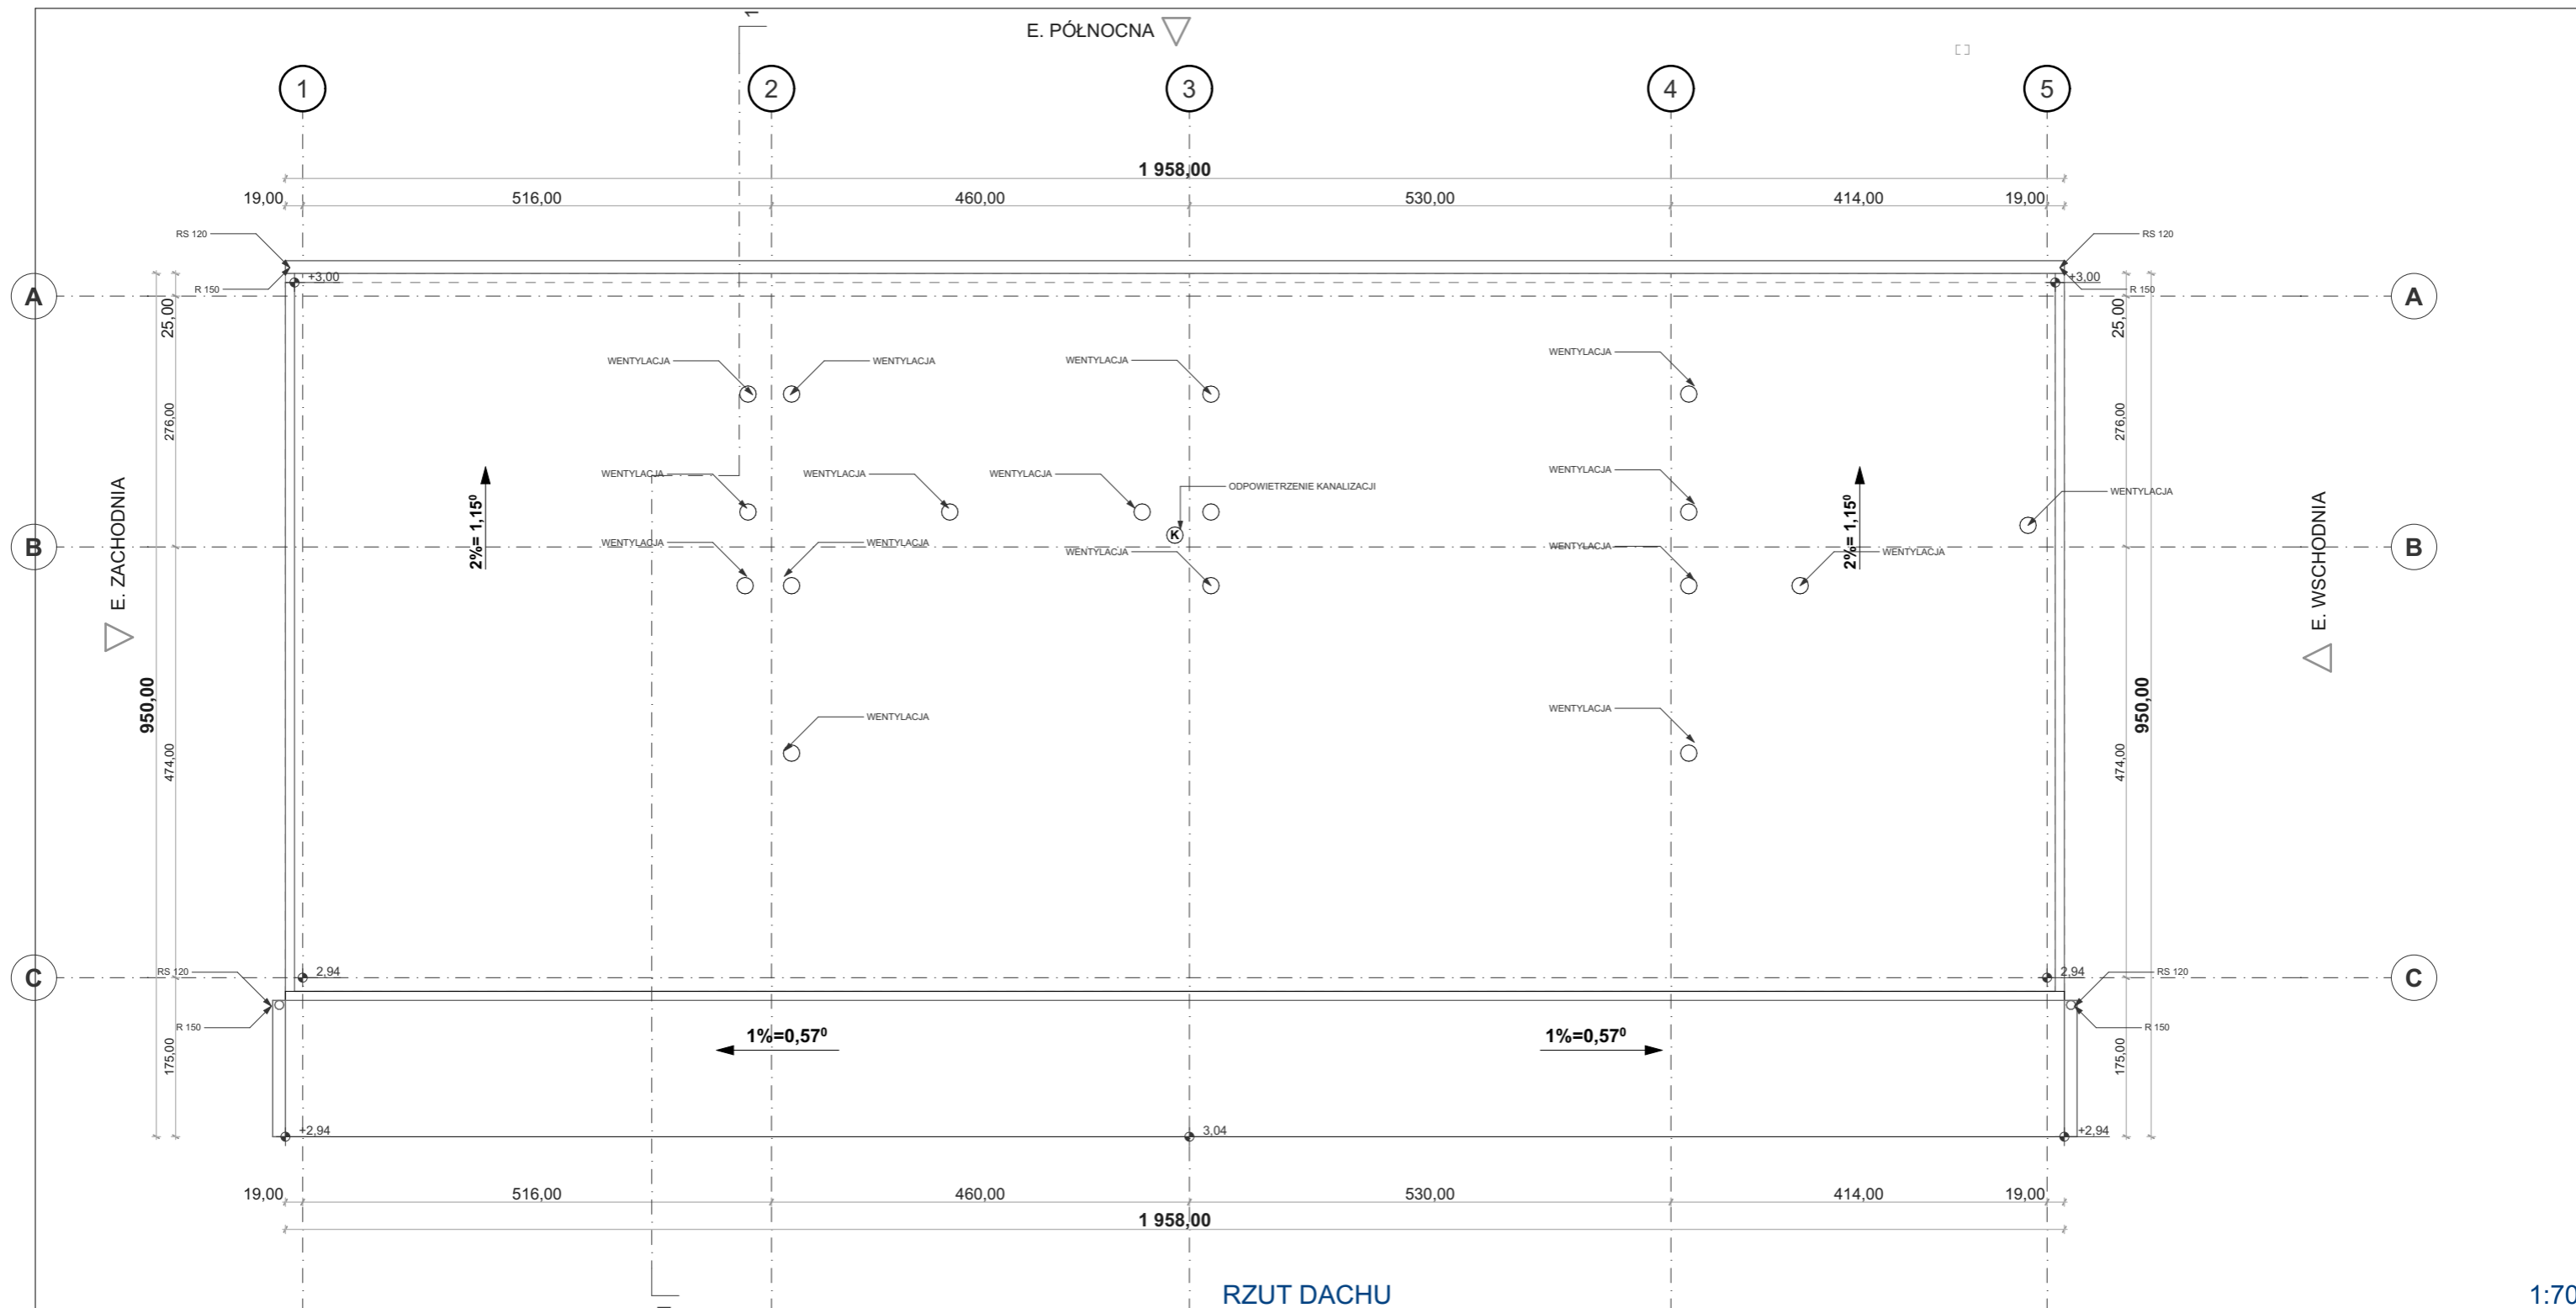 1
E. PÓŁNOCNA
1 2 3 4 5
1 958,00
19,00 516,00 460,00 530,00 414,00 19,00
RS 120 RS 120
+3,00 +3,00
R 150 R 150
A A
25,00 25,00
WENTYLACJA
WENTYLACJA WENTYLACJA WENTYLACJA
276,00 276,00
WENTYLACJA
WENTYLACJA WENTYLACJA WENTYLACJA
ODPOWIETRZENIE KANALIZACJI
WENTYLACJA
2%= 1,15⁰ 2%= 1,15⁰
K
E. ZACHODNIA E. WSCHODNIA
WENTYLACJA WENTYLACJA
B B
WENTYLACJA WENTYLACJA WENTYLACJA
950,00 950,00
WENTYLACJA
WENTYLACJA
474,00 474,00
RS 120 RS 120
C C
2,94 2,94
R 150 R 150
1%=0,57⁰ 1%=0,57⁰
175,00 175,00
+2,94 3,04 +2,94
19,00 516,00 460,00 530,00 414,00 19,00
1 958,00
RZUT DACHU
1:70